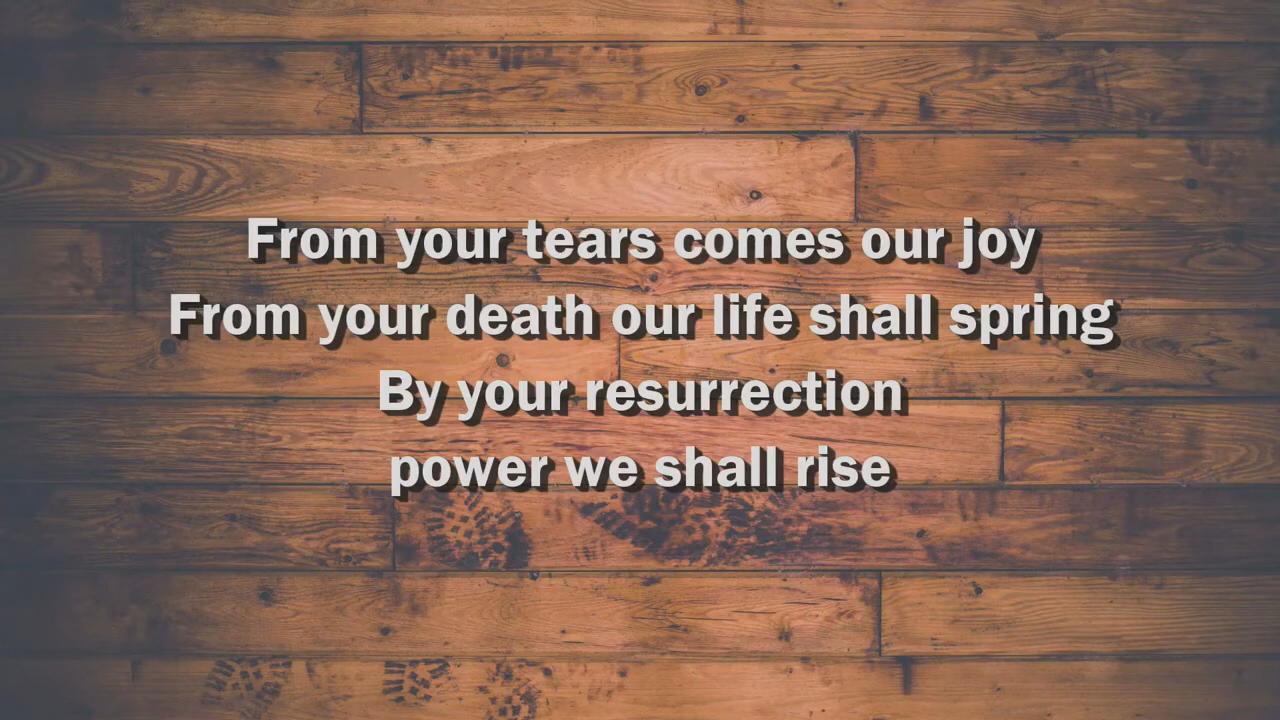 From your tears comes our joy
From your death our life shall spring
By your resurrection
power we shall rise